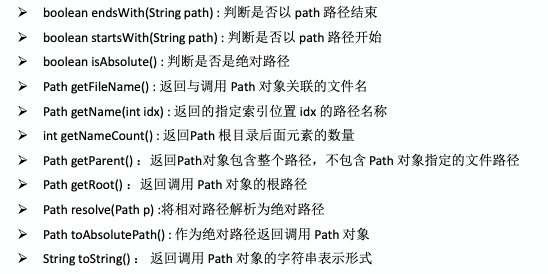 ➢ boolean endsWith(String path) : 判断是否以 path 路径结束
➢ boolean startsWith(String path) : 判断是否以 path 路径开始
➢ boolean isAbsolute() : 判断是否是绝对路径
➢ Path getFileName() : 返回与调用 Path 对象关联的文件名
➢ Path getName(int idx) : 返回的指定索引位置 idx 的路径名称
➢ int getNameCount() : 返回Path 根目录后面元素的数量
➢ Path getParent() ：返回Path对象包含整个路径，不包含 Path 对象指定的文件路径
➢ Path getRoot() ：返回调用 Path 对象的根路径
➢ Path resolve(Path p) :将相对路径解析为绝对路径
➢ Path toAbsolutePath() : 作为绝对路径返回调用 Path 对象
➢ String toString() ： 返回调用 Path 对象的字符串表示形式